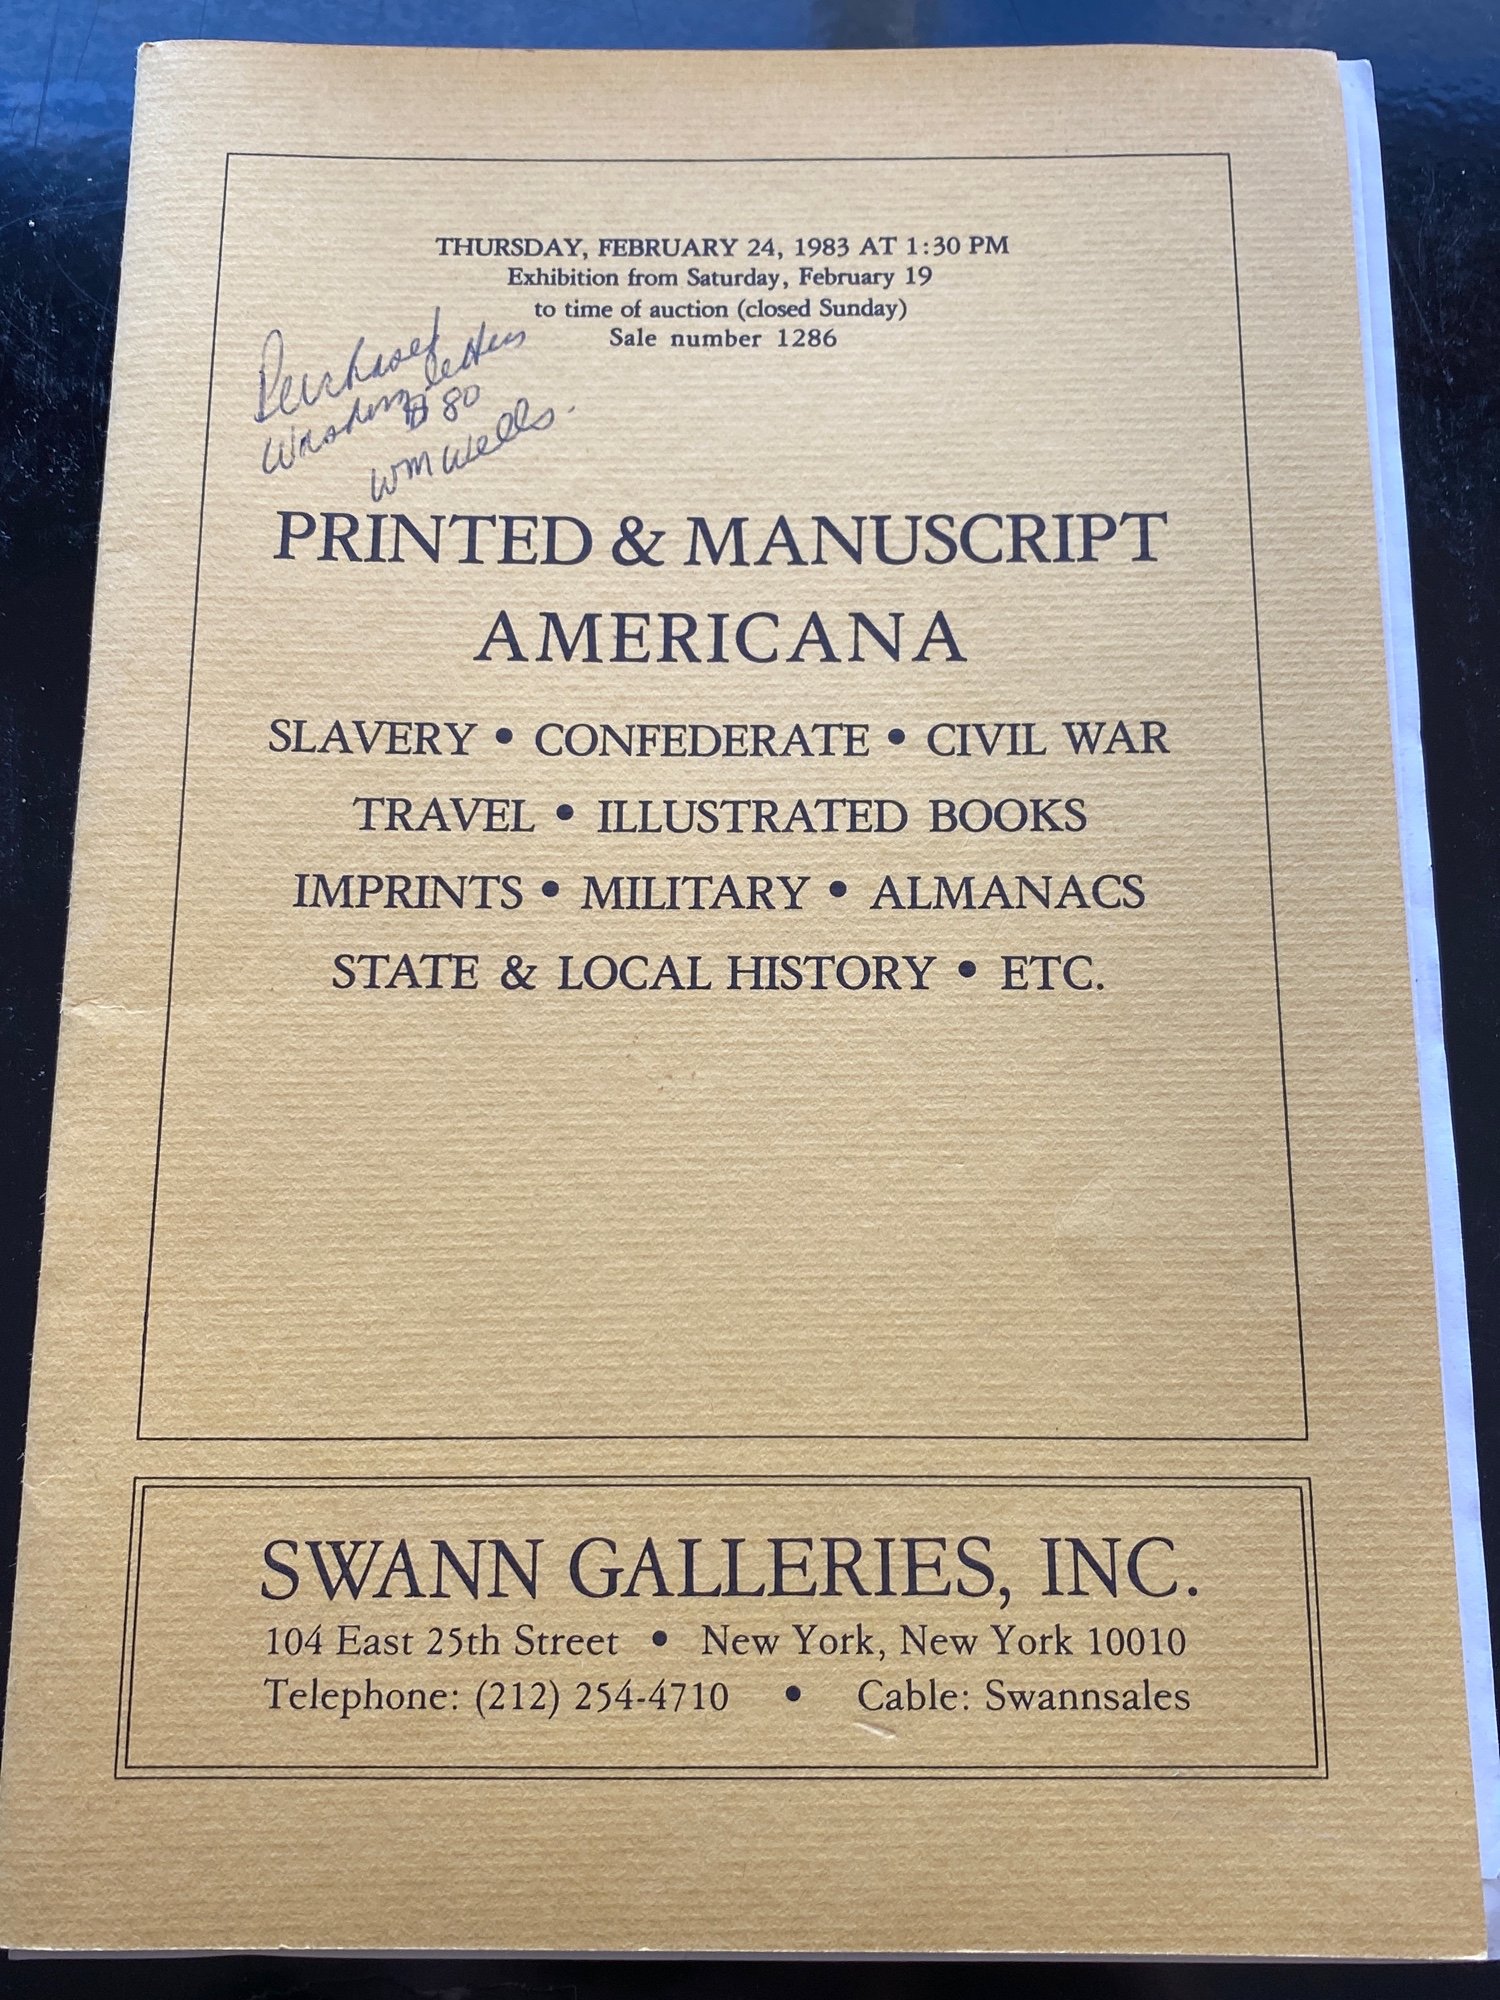 THURSDAY, FEBRUARY 24, 1983 AT 1:30 PM
Exhibition from Saturday, February 19
to time of auction (closed Sunday)
Sale number 1286
Purchased
letters
# 80
Wm Wells.
PRINTED & MANUSCRIPT
AMERICANA
SLAVERY • CONFEDERATE • CIVIL WAR
TRAVEL • ILLUSTRATED BOOKS
IMPRINTS • MILITARY • ALMANACS
STATE & LOCAL HISTORY • ETC.
SWANN GALLERIES, INC.
104 East 25th Street • New York, New York 10010
Telephone: (212) 254-4710 • Cable: Swannsales